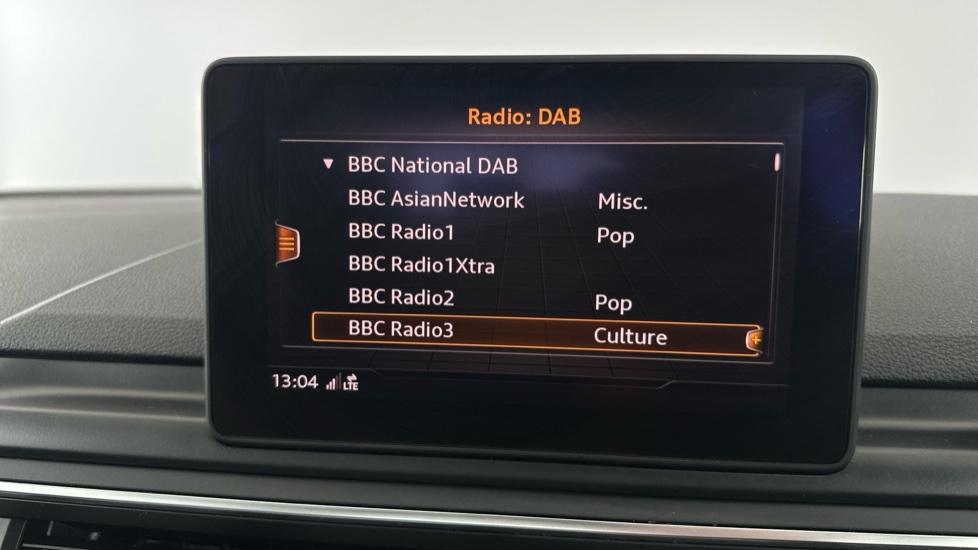 Radio: DAB
▼ BBC National DAB
BBC AsianNetwork Misc.
BBC Radio1 Pop
BBC Radio1Xtra
BBC Radio2 Pop
BBC Radio3 Culture
13:04 LTE